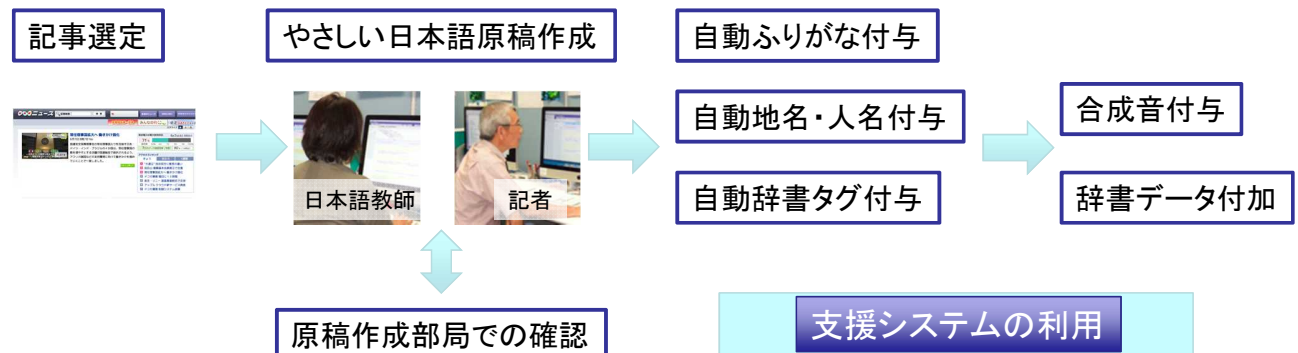 記事選定
やさしい日本語原稿作成
自動ふりがな付与
自動地名・人名付与
合成音付与
日本語教師
記者
自動辞書タグ付与
辞書データ付加
原稿作成部局での確認
支援システムの利用